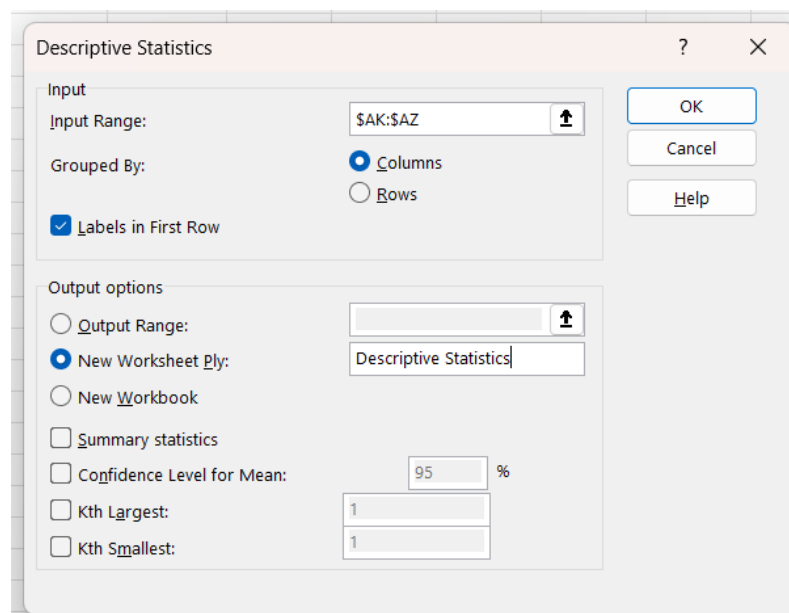 Descriptive Statistics ?
Input
Input Range: $AK:$AZ
Grouped By: Columns
Rows
Labels in First Row
OK
Cancel
Help
Output options
Output Range:
New Worksheet Ply: Descriptive Statistics
New Workbook
Summary statistics
Confidence Level for Mean: 95 %
Kth Largest: 1
Kth Smallest: 1